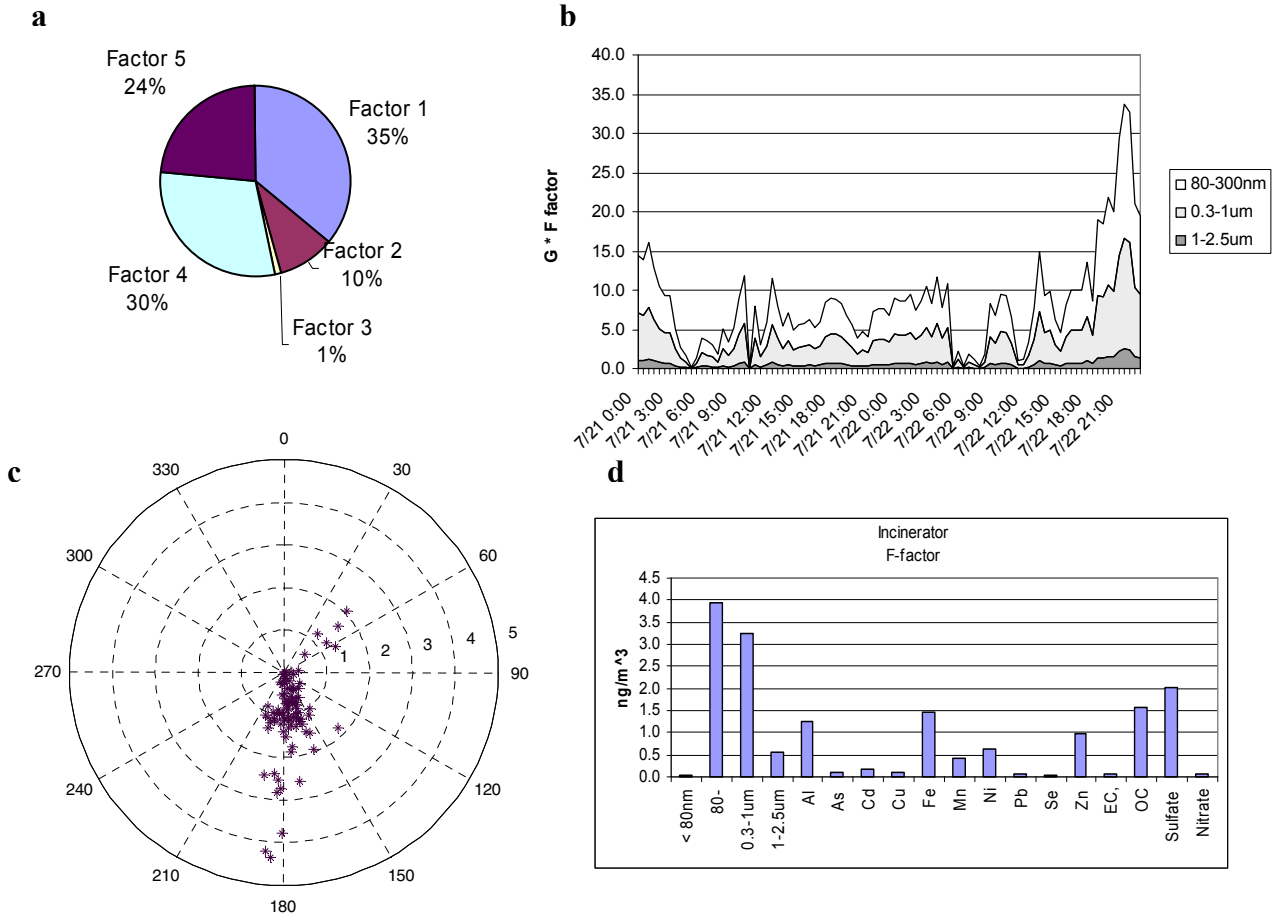 a
Factor 5
24%
Factor 1
35%
Factor 2
10%
Factor 4
30%
Factor 3
1%
b
40.0
35.0
30.0
25.0
20.0
15.0
10.0
5.0
0.0
G * F factor
7/21 0:00
7/21 3:00
7/21 6:00
7/21 9:00
7/21 12:00
7/21 15:00
7/21 18:00
7/21 21:00
7/22 0:00
7/22 3:00
7/22 6:00
7/22 9:00
7/22 12:00
7/22 15:00
7/22 18:00
7/22 21:00
80-300nm
0.3-1um
1-2.5um
c
0
30
60
90
120
150
180
210
240
270
300
330
1
2
3
4
5
d
Incinerator
F-factor
4.5
4.0
3.5
3.0
2.5
2.0
1.5
1.0
0.5
0.0
ng/m^3
< 80nm
80-
0.3-1um
1-2.5um
Al
As
Cd
Cu
Fe
Mn
Ni
Pb
Se
Zn
EC,
OC
Sulfate
Nitrate